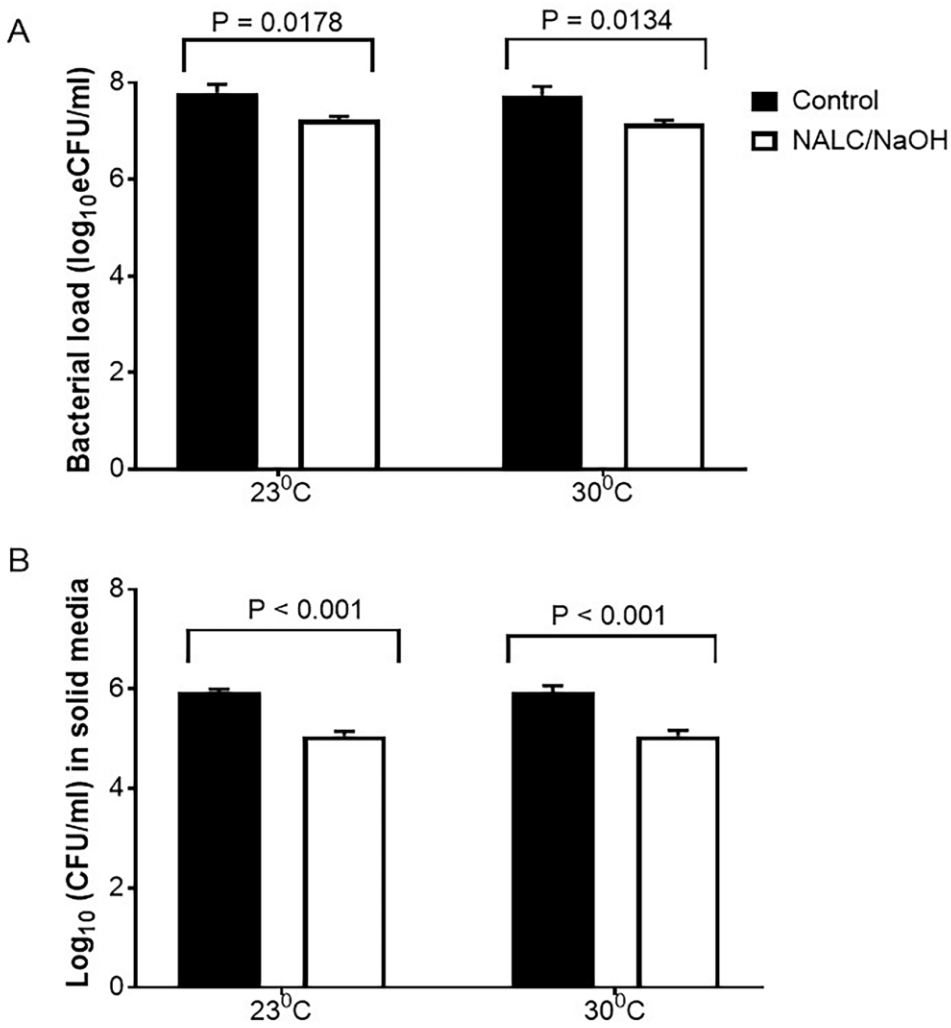 A
P = 0.0178
P = 0.0134
Control
NALC/NaOH
Bacterial load (log₁₀eCFU/ml)
8
6
4
2
0
23⁰C
30⁰C
B
P < 0.001
P < 0.001
Log₁₀ (CFU/ml) in solid media
8
6
4
2
0
23⁰C
30⁰C